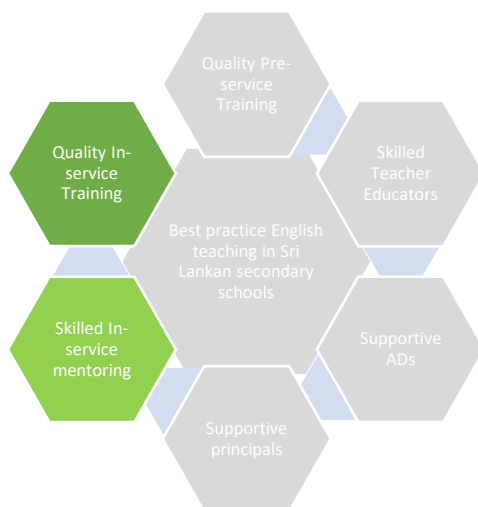 Quality Pre-
service
Training
Quality In-
service
Training
Skilled
Teacher
Educators
Best practice English
teaching in Sri
Lankan secondary
schools
Skilled In-
service
mentoring
Supportive
ADs
Supportive
principals